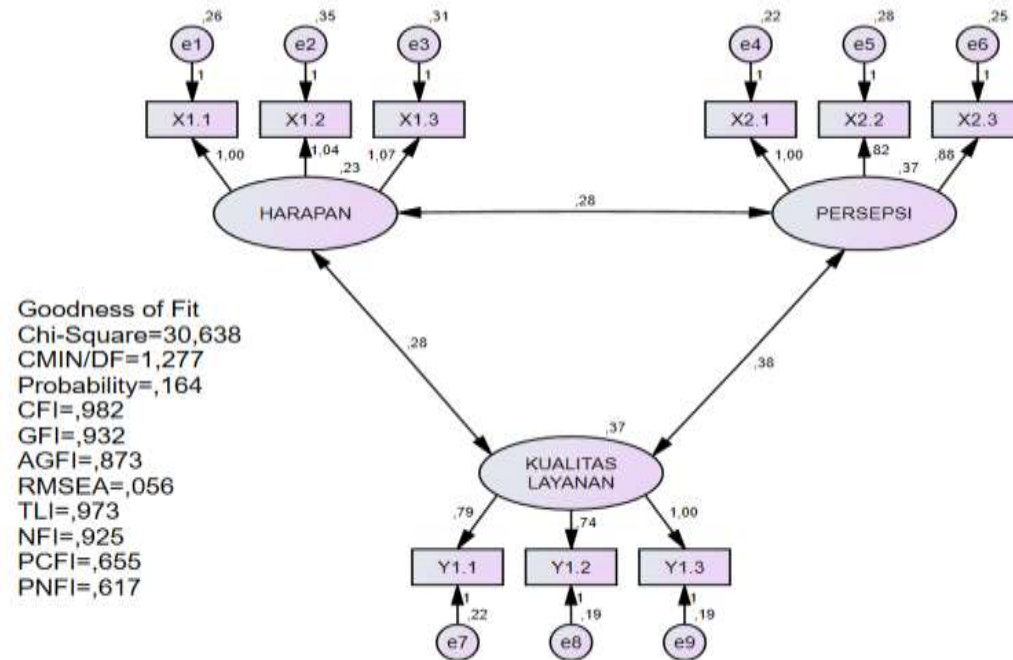 ,26 ,35 ,31 ,22 ,28 ,25
e1 e2 e3 e4 e5 e6
1 1 1 1 1 1
X1.1 X1.2 X1.3 X2.1 X2.2 X2.3
1,00 1,04 1,07 1,00 ,82 ,88
,23 ,37
HARAPAN ,28 PERSEPSI
Goodness of Fit
Chi-Square=30,638
CMIN/DF=1,277
Probability=,164
CFI=,982
GFI=,932
AGFI=,873
RMSEA=,056
TLI=,973
NFI=,925
PCFI=,655
PNFI=,617
,28 ,38
,37
KUALITAS
LAYANAN
,79 ,74 1,00
Y1.1 Y1.2 Y1.3
1 1 1
,22 ,19 ,19
e7 e8 e9